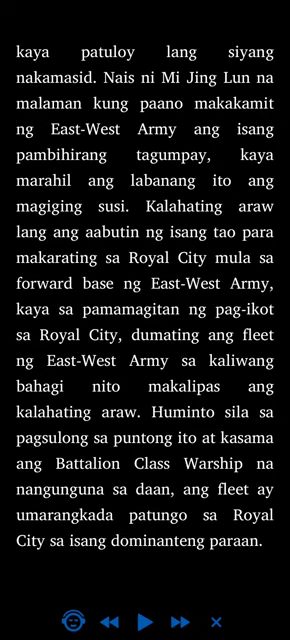 kaya patuloy lang siyang
nakamasid. Nais ni Mi Jing Lun na
malaman kung paano makakamit
ng East-West Army ang isang
pambihirang tagumpay, kaya
marahil ang labanang ito ang
magiging susi. Kalahating araw
lang ang aabutin ng isang tao para
makarating sa Royal City mula sa
forward base ng East-West Army,
kaya sa pamamagitan ng pag-ikot
sa Royal City, dumating ang fleet
ng East-West Army sa kaliwang
bahagi nito makalipas ang
kalahating araw. Huminto sila sa
pagsulong sa puntong ito at kasama
ang Battalion Class Warship na
nangunguna sa daan, ang fleet ay
umarangkada patungo sa Royal
City sa isang dominanteng paraan.